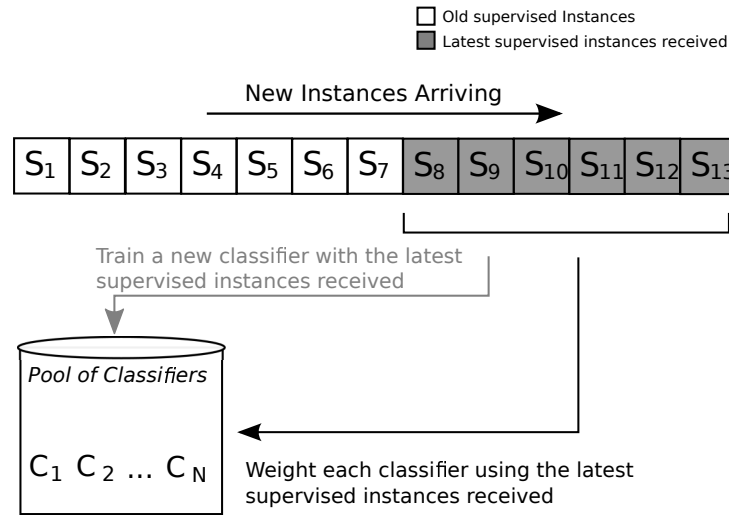 Old supervised Instances
Latest supervised instances received
New Instances Arriving
S1 S2 S3 S4 S5 S6 S7 S8 S9 S10 S11 S12 S13
Train a new classifier with the latest
supervised instances received
Pool of Classifiers
C1 C2 ... CN
Weight each classifier using the latest
supervised instances received